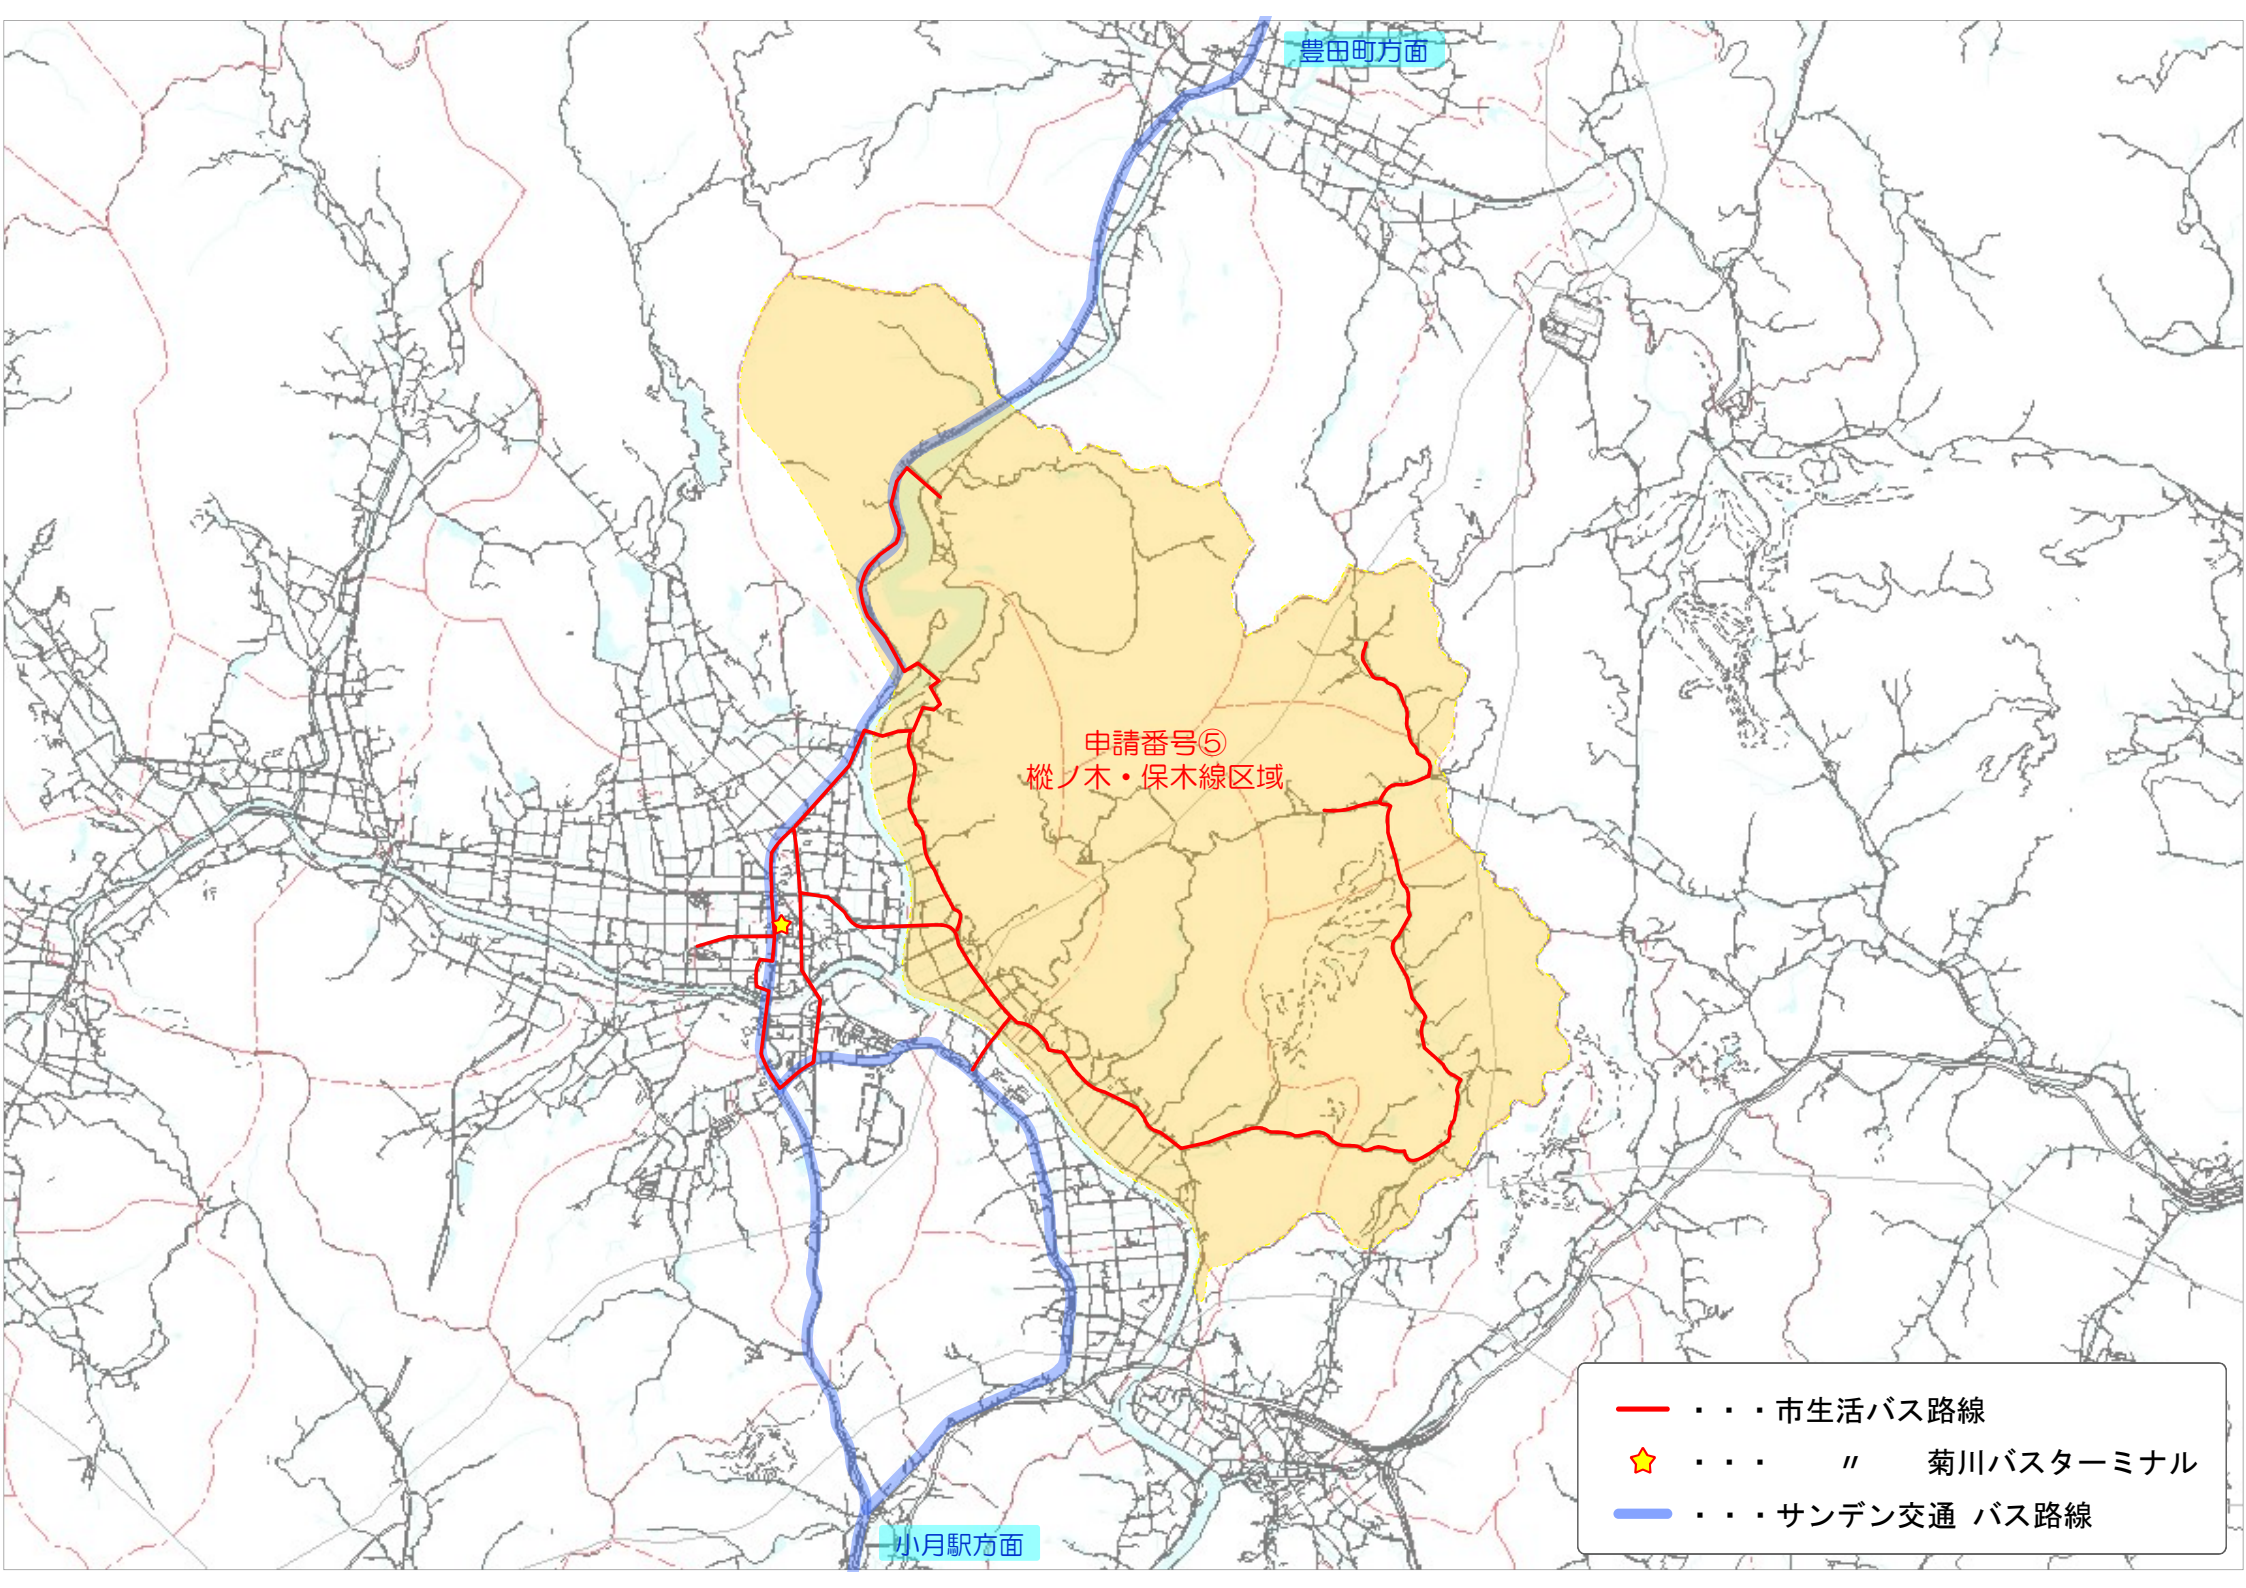 豊田町方面
申請番号⑤
樅ノ木・保木線区域
・・・市生活バス路線
・・・　〃　菊川バスターミナル
・・・サンデン交通 バス路線
小月駅方面